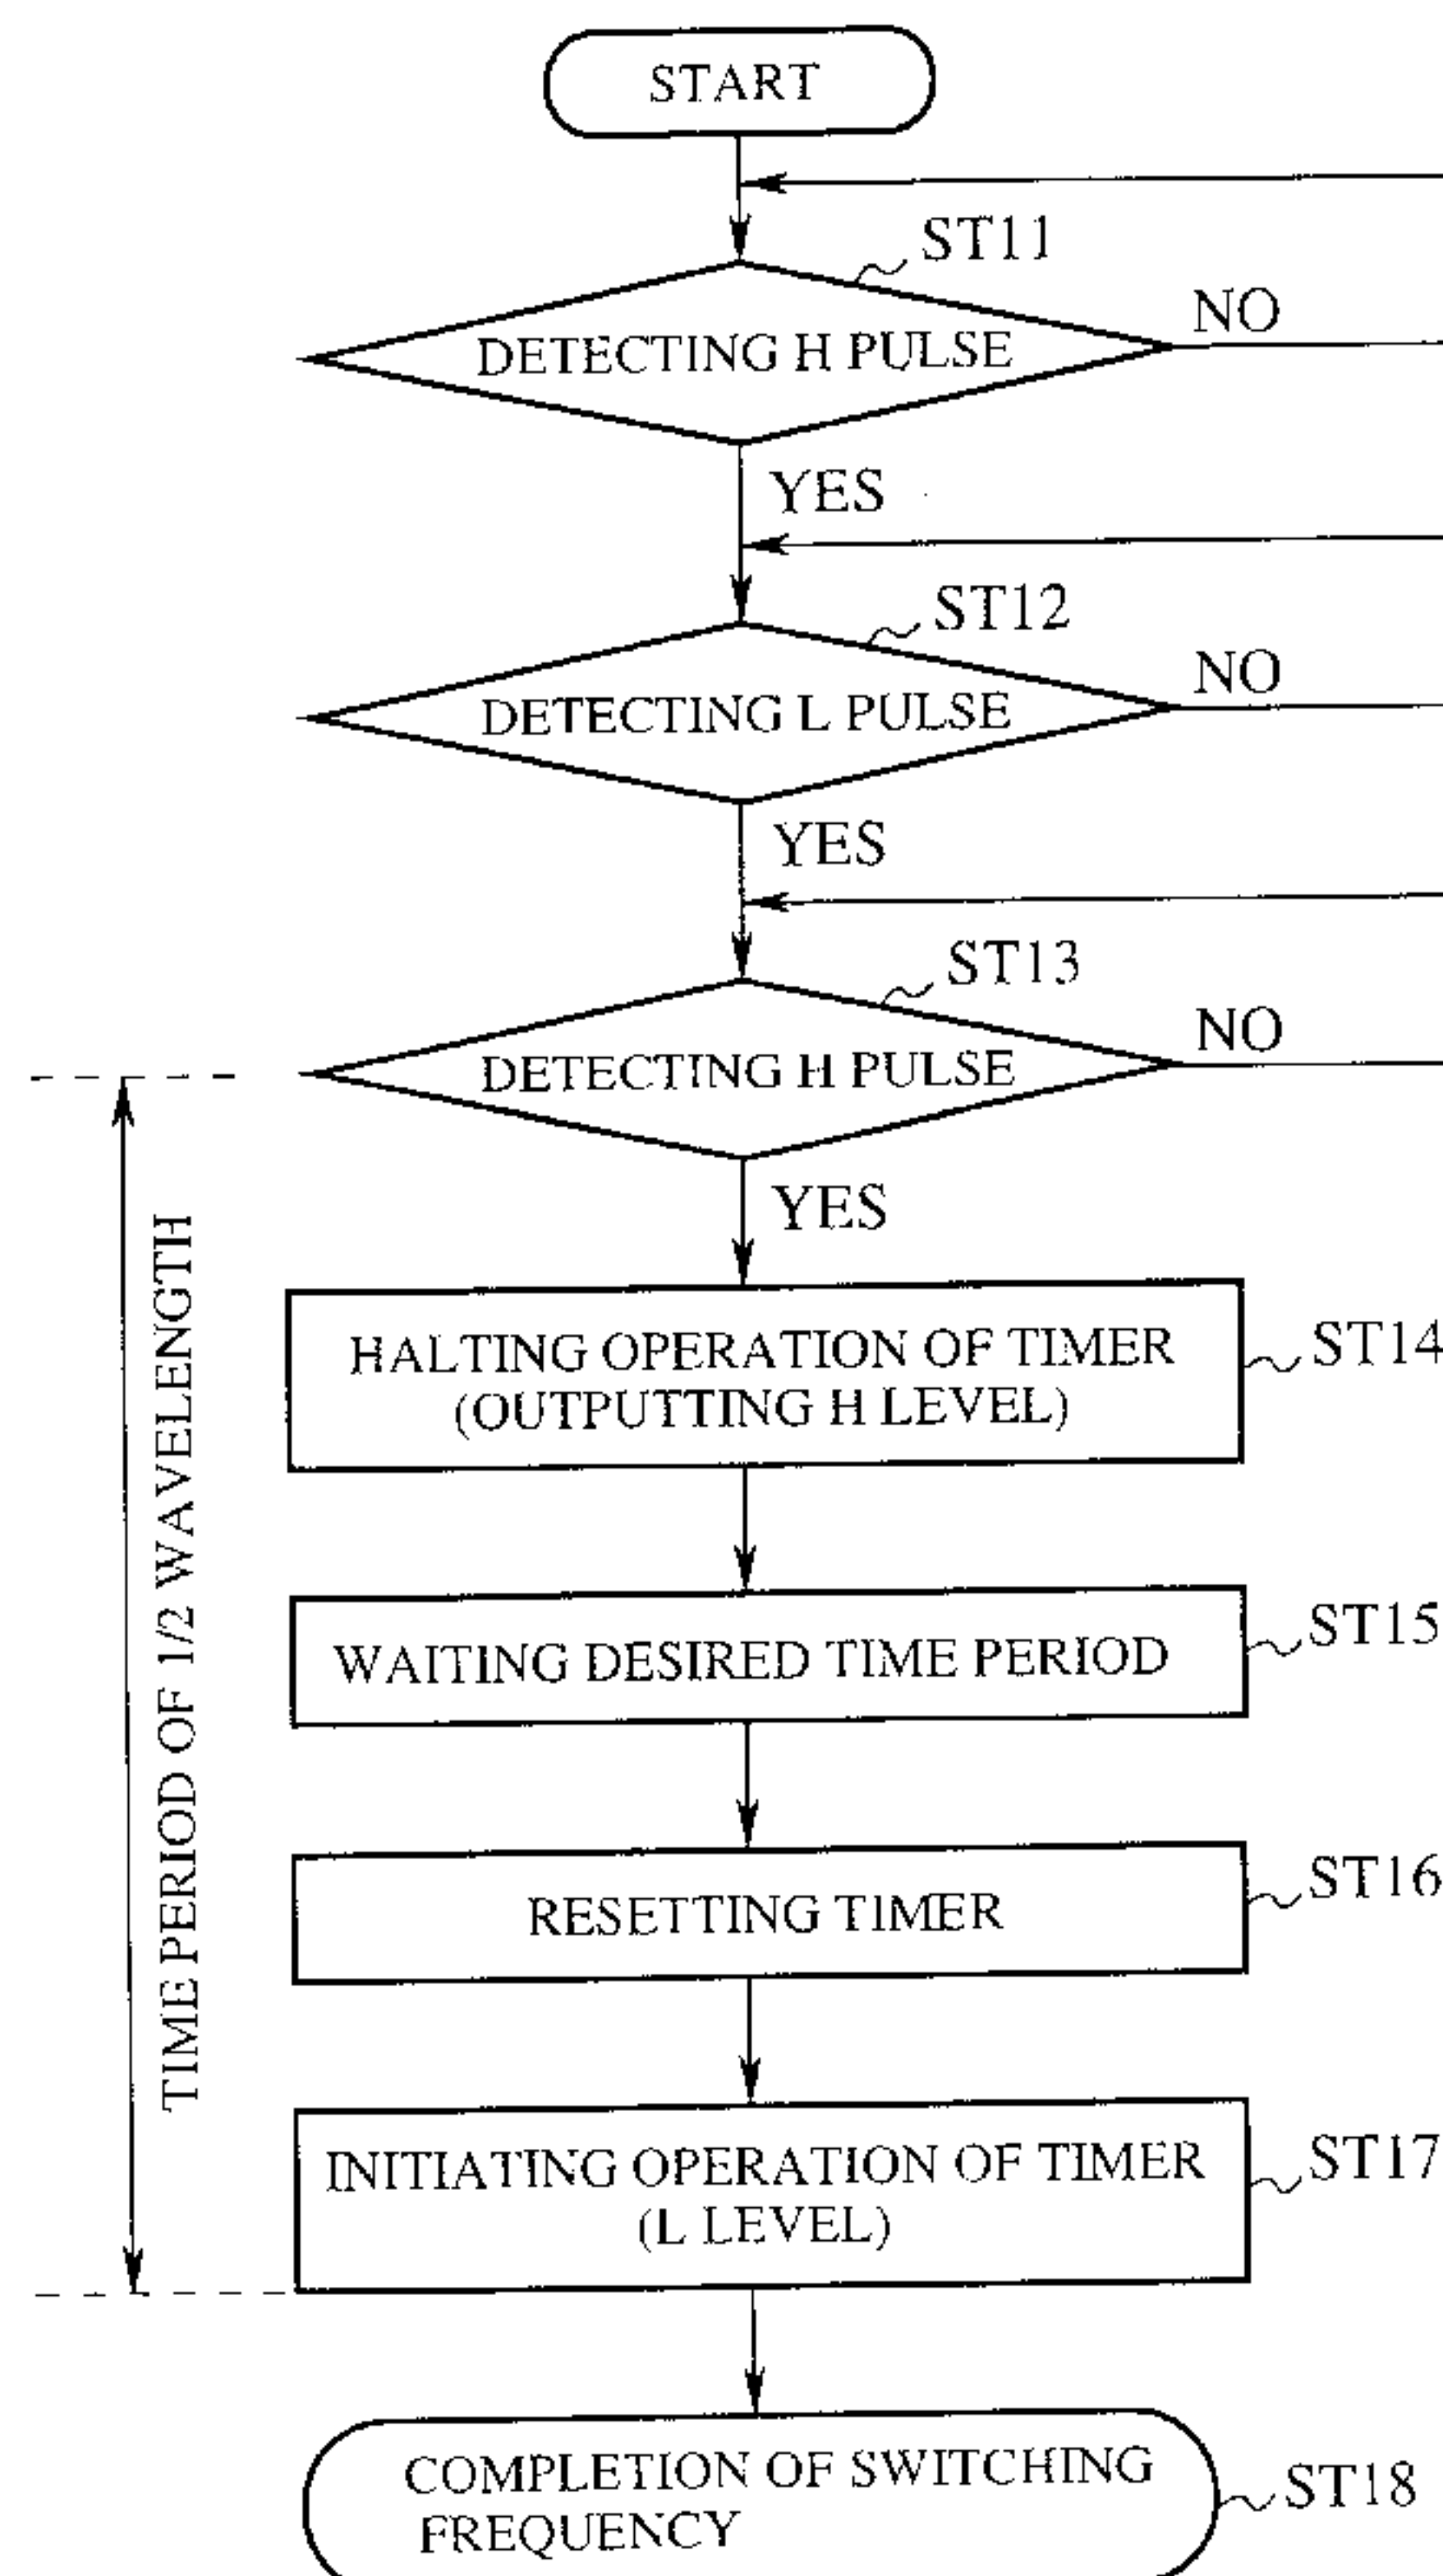 START
ST11
DETECTING H PULSE
NO
YES
ST12
DETECTING L PULSE
NO
YES
ST13
DETECTING H PULSE
NO
YES
TIME PERIOD OF 1/2 WAVELENGTH
HALTING OPERATION OF TIMER
(OUTPUTTING H LEVEL)
ST14
WAITING DESIRED TIME PERIOD
ST15
RESETTING TIMER
ST16
INITIATING OPERATION OF TIMER
(L LEVEL)
ST17
COMPLETION OF SWITCHING
FREQUENCY
ST18